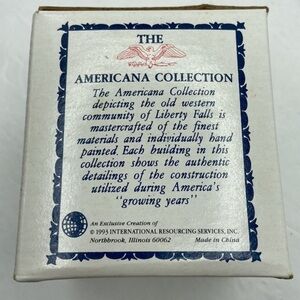 THE
AMERICANA COLLECTION
The Americana Collection
depicting the old western
community of Liberty Falls is
mastercrafted of the finest
materials and individually hand
painted. Each building in this
collection shows the authentic
detailings of the construction
utilized during America's
"growing years"
An Exclusive Creation of
© 1993 INTERNATIONAL RESOURCING SERVICES, INC.
Northbrook, Illinois 60062 Made in China